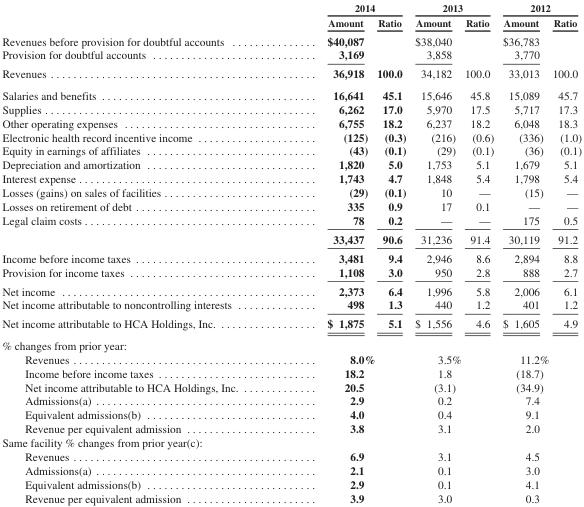 2014 2013 2012
Amount Ratio Amount Ratio Amount Ratio
Revenues before provision for doubtful accounts ............... $40,087 $38,040 $36,783
Provision for doubtful accounts ............................ 3,169 3,858 3,770
Revenues ............................................. 36,918 100.0 34,182 100.0 33,013 100.0
Salaries and benefits ..................................... 16,641 45.1 15,646 45.8 15,089 45.7
Supplies ............................................... 6,262 17.0 5,970 17.5 5,717 17.3
Other operating expenses ................................. 6,755 18.2 6,237 18.2 6,048 18.3
Electronic health record incentive income ..................... (125) (0.3) (216) (0.6) (336) (1.0)
Equity in earnings of affiliates .............................. (43) (0.1) (29) (0.1) (36) (0.1)
Depreciation and amortization .............................. 1,820 5.0 1,753 5.1 1,679 5.1
Interest expense ......................................... 1,743 4.7 1,848 5.4 1,798 5.4
Losses (gains) on sales of facilities .......................... (29) (0.1) 10 — (15) —
Losses on retirement of debt ................................ 335 0.9 17 0.1 — —
Legal claim costs ........................................ 78 0.2 — — 175 0.5
33,437 90.6 31,236 91.4 30,119 91.2
Income before income taxes ................................ 3,481 9.4 2,946 8.6 2,894 8.8
Provision for income taxes ................................. 1,108 3.0 950 2.8 888 2.7
Net income ............................................ 2,373 6.4 1,996 5.8 2,006 6.1
Net income attributable to noncontrolling interests .............. 498 1.3 440 1.2 401 1.2
Net income attributable to HCA Holdings, Inc. ................. $ 1,875 5.1 $ 1,556 4.6 $ 1,605 4.9
% changes from prior year:
Revenues .......................................... 8.0% 3.5% 11.2%
Income before income taxes ............................ 18.2 1.8 (18.7)
Net income attributable to HCA Holdings, Inc. ............. 20.5 (3.1) (34.9)
Admissions(a) ...................................... 2.9 0.2 7.4
Equivalent admissions(b) .............................. 4.0 0.4 9.1
Revenue per equivalent admission ....................... 3.8 3.1 2.0
Same facility % changes from prior year(c):
Revenues .......................................... 6.9 3.1 4.5
Admissions(a) ...................................... 2.1 0.1 3.0
Equivalent admissions(b) .............................. 2.9 0.1 4.1
Revenue per equivalent admission ....................... 3.9 3.0 0.3